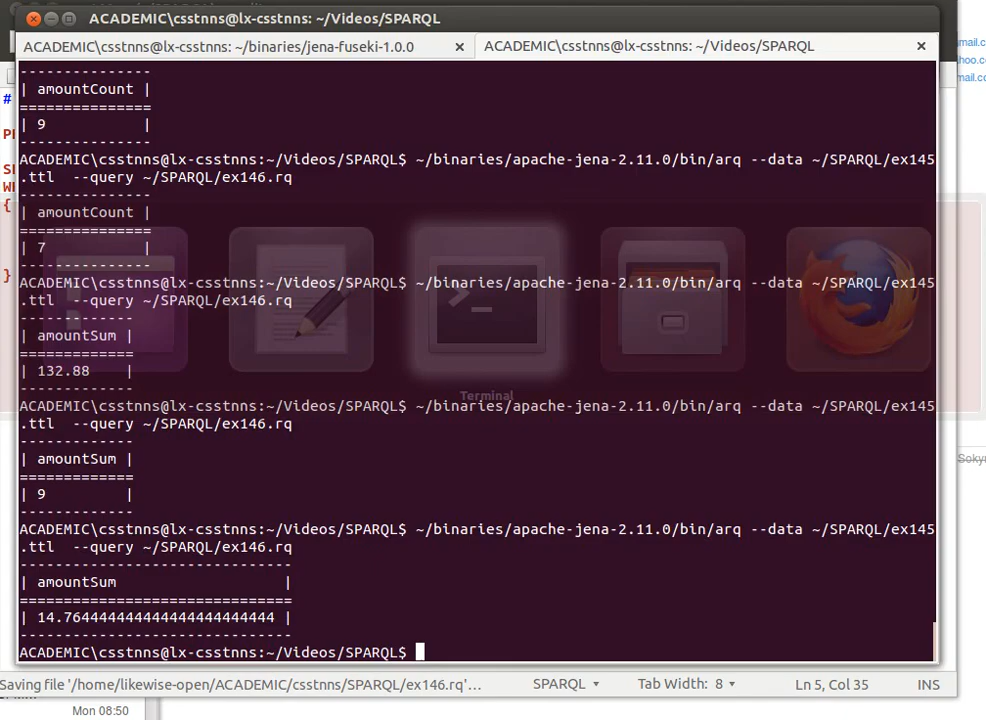 ACADEMIC\csstnns@lx-csstnns: ~/Videos/SPARQL
ACADEMIC\csstnns@lx-csstnns: ~/binaries/jena-fuseki-1.0.0 × ACADEMIC\csstnns@lx-csstnns: ~/Videos/SPARQL ×
---------------
| amountCount |
===============
| 9           |
---------------
ACADEMIC\csstnns@lx-csstnns:~/Videos/SPARQL$ ~/binaries/apache-jena-2.11.0/bin/arq --data ~/SPARQL/ex145
.ttl  --query ~/SPARQL/ex146.rq
---------------
| amountCount |
===============
| 7           |
---------------
ACADEMIC\csstnns@lx-csstnns:~/Videos/SPARQL$ ~/binaries/apache-jena-2.11.0/bin/arq --data ~/SPARQL/ex145
.ttl  --query ~/SPARQL/ex146.rq
-------------
| amountSum |
=============
| 132.88    |
-------------
ACADEMIC\csstnns@lx-csstnns:~/Videos/SPARQL$ ~/binaries/apache-jena-2.11.0/bin/arq --data ~/SPARQL/ex145
.ttl  --query ~/SPARQL/ex146.rq
-------------
| amountSum |
=============
| 9         |
-------------
ACADEMIC\csstnns@lx-csstnns:~/Videos/SPARQL$ ~/binaries/apache-jena-2.11.0/bin/arq --data ~/SPARQL/ex145
.ttl  --query ~/SPARQL/ex146.rq
-------------------------------
| amountSum                   |
===============================
| 14.764444444444444444444444 |
-------------------------------
ACADEMIC\csstnns@lx-csstnns:~/Videos/SPARQL$
Terminal
#
{
}
Saving file '/home/likewise-open/ACADEMIC/csstnns/SPARQL/ex146.rq'... SPARQL Tab Width: 8 Ln 5, Col 35 INS
Mon 08:50